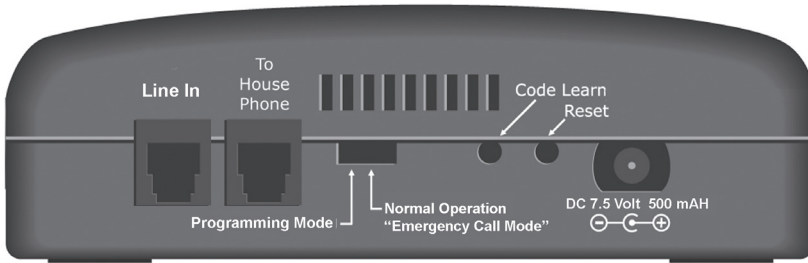 Line In
To
House
Phone
Code Learn
Reset
Programming Mode
Normal Operation
“Emergency Call Mode”
DC 7.5 Volt 500 mAH